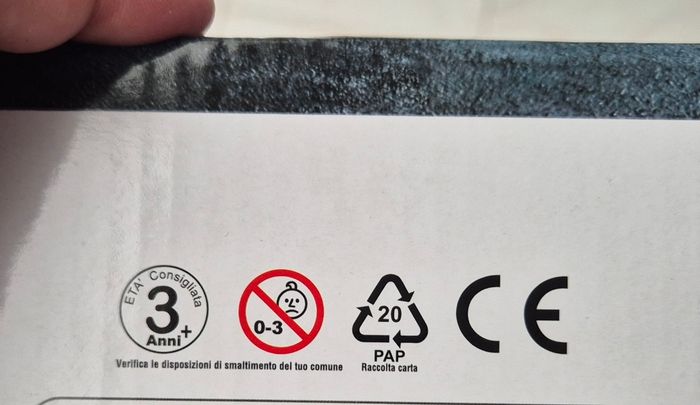 ETA' Consigliata
3+
Anni
0-3
20
PAP
CE
Verifica le disposizioni di smaltimento del tuo comune
Raccolta carta